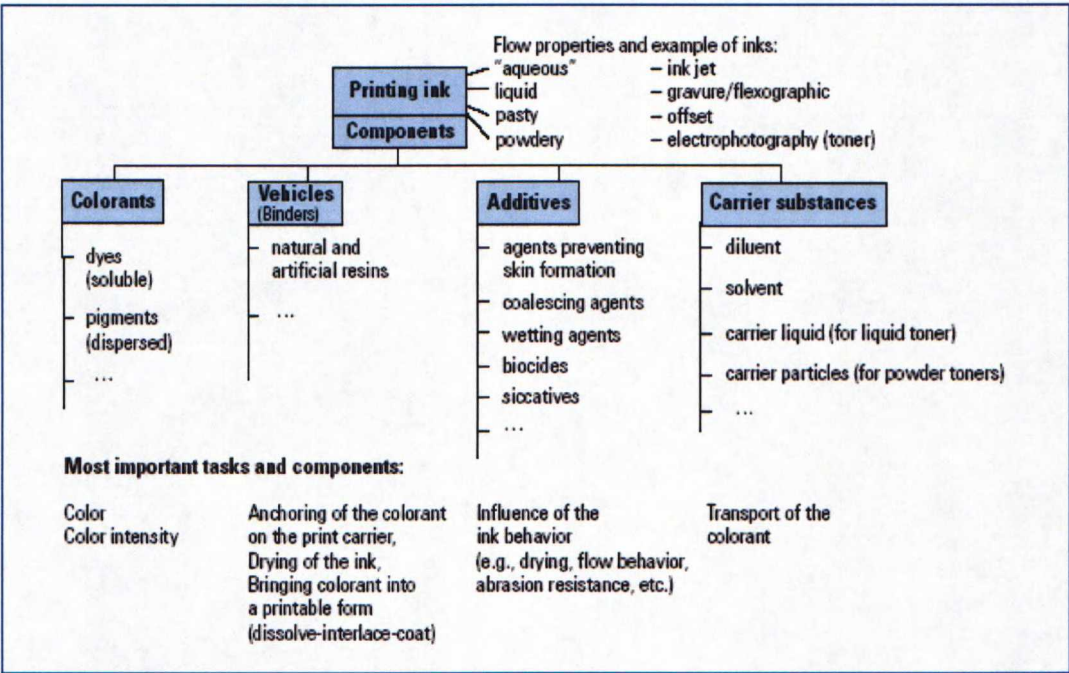 Flow properties and example of inks:
"aqueous" – ink jet
liquid – gravure/flexographic
pasty – offset
powdery – electrophotography (toner)
Printing ink
Components
Colorants
Vehicles
(Binders)
Additives
Carrier substances
dyes
(soluble)
pigments
(dispersed)
...
natural and
artificial resins
...
agents preventing
skin formation
coalescing agents
wetting agents
biocides
siccatives
...
diluent
solvent
carrier liquid (for liquid toner)
carrier particles (for powder toners)
...
Most important tasks and components:
Color
Color intensity
Anchoring of the colorant
on the print carrier,
Drying of the ink,
Bringing colorant into
a printable form
(dissolve-interlace-coat)
Influence of the
ink behavior
(e.g., drying, flow behavior,
abrasion resistance, etc.)
Transport of the
colorant